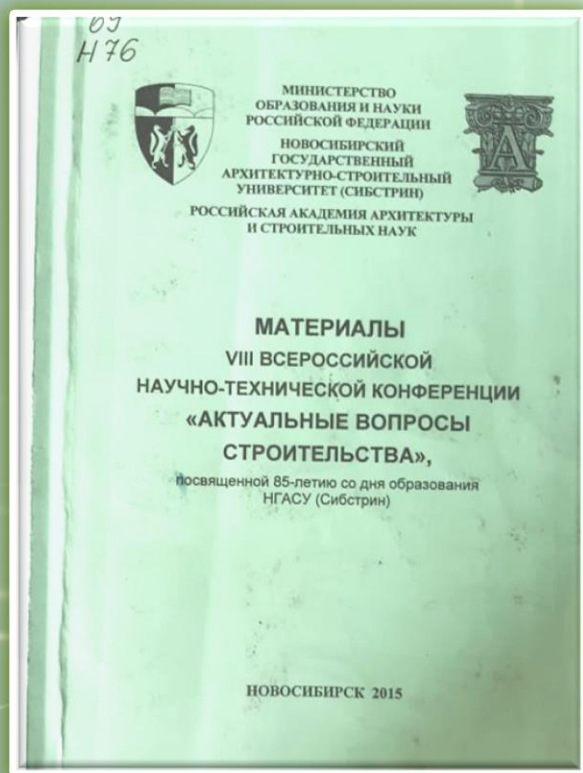 Н 76
МИНИСТЕРСТВО
ОБРАЗОВАНИЯ И НАУКИ
РОССИЙСКОЙ ФЕДЕРАЦИИ
НОВОСИБИРСКИЙ
ГОСУДАРСТВЕННЫЙ
АРХИТЕКТУРНО-СТРОИТЕЛЬНЫЙ
УНИВЕРСИТЕТ (СИБСТРИН)
РОССИЙСКАЯ АКАДЕМИЯ АРХИТЕКТУРЫ
И СТРОИТЕЛЬНЫХ НАУК
А
МАТЕРИАЛЫ
VIII ВСЕРОССИЙСКОЙ
НАУЧНО-ТЕХНИЧЕСКОЙ КОНФЕРЕНЦИИ
«АКТУАЛЬНЫЕ ВОПРОСЫ
СТРОИТЕЛЬСТВА»,
посвященной 85-летию со дня образования
НГАСУ (Сибстрин)
НОВОСИБИРСК 2015